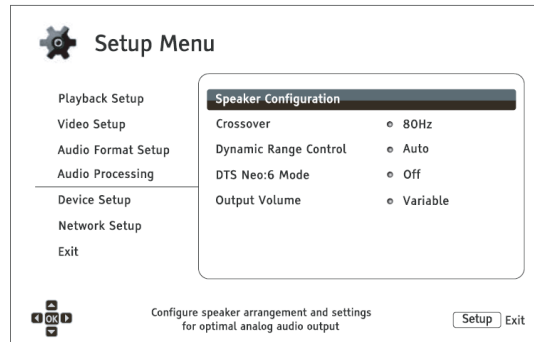 Setup Menu
Playback Setup
Video Setup
Audio Format Setup
Audio Processing
Device Setup
Network Setup
Exit
Speaker Configuration
Crossover 80Hz
Dynamic Range Control Auto
DTS Neo:6 Mode Off
Output Volume Variable
OK
Configure speaker arrangement and settings
for optimal analog audio output
Setup Exit